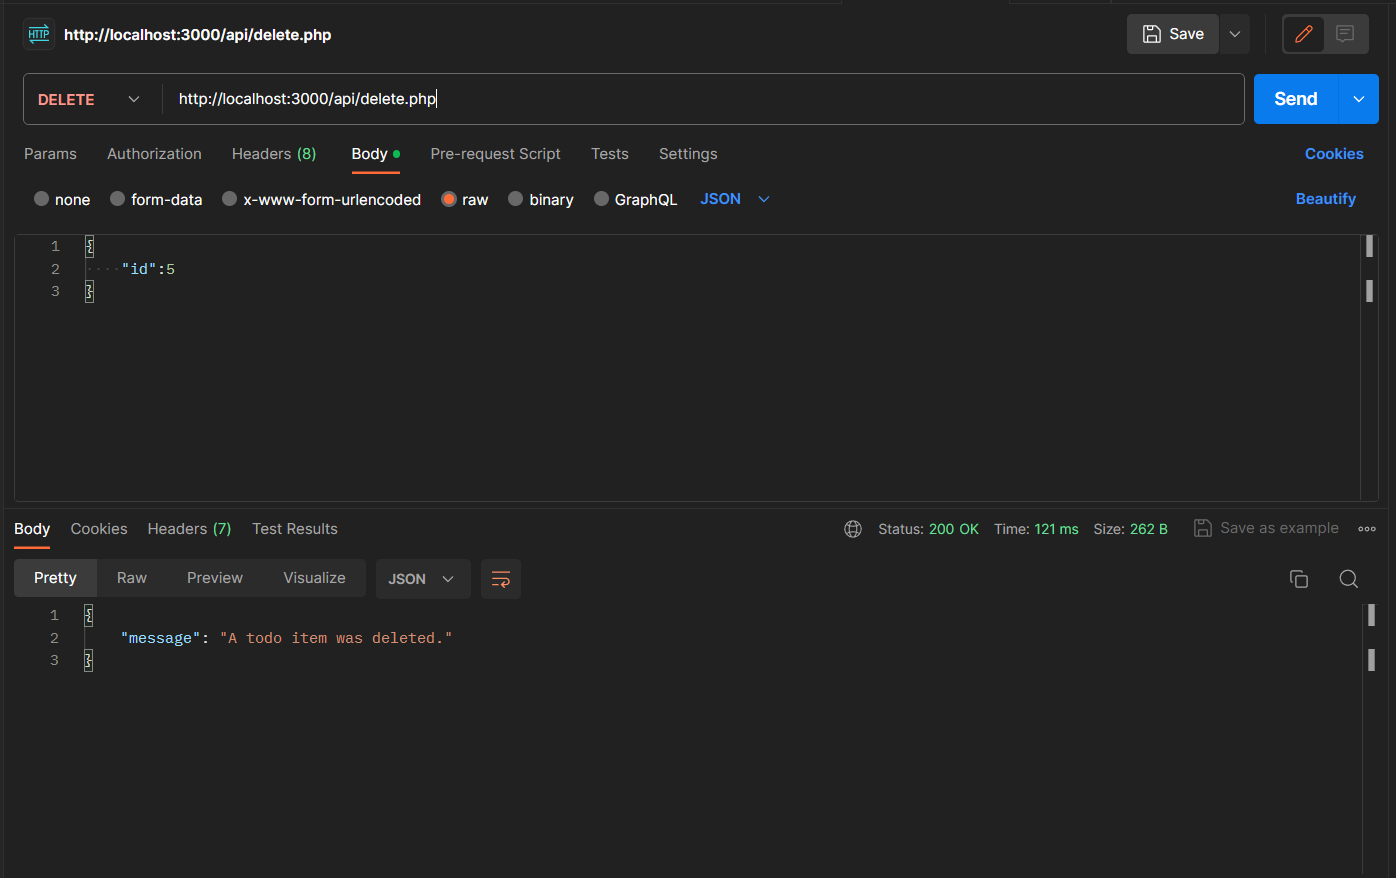 HTTP http://localhost:3000/api/delete.php Save
DELETE http://localhost:3000/api/delete.php Send
Params Authorization Headers (8) Body Pre-request Script Tests Settings Cookies
none form-data x-www-form-urlencoded raw binary GraphQL JSON Beautify
1 {
2 "id":5
3 }
Body Cookies Headers (7) Test Results Status: 200 OK Time: 121 ms Size: 262 B Save as example
Pretty Raw Preview Visualize JSON
1 {
2 "message": "A todo item was deleted."
3 }